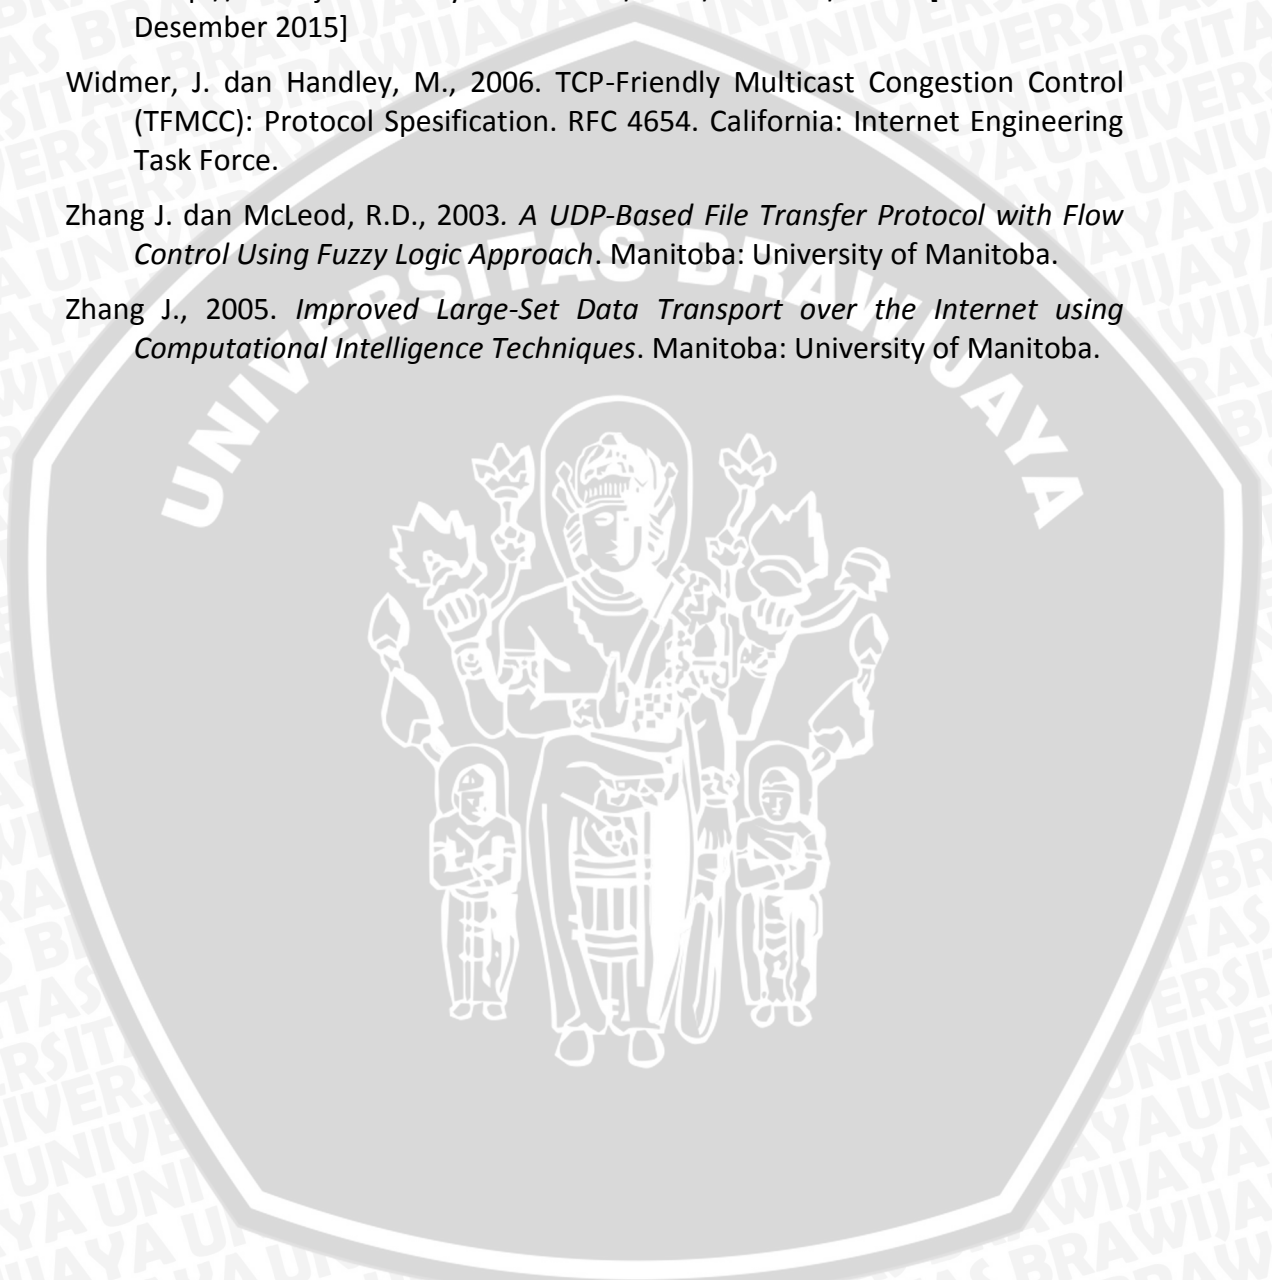 Desember 2015]
Widmer, J. dan Handley, M., 2006. TCP-Friendly Multicast Congestion Control
(TFMCC): Protocol Spesification. RFC 4654. California: Internet Engineering
Task Force.
Zhang J. dan McLeod, R.D., 2003. A UDP-Based File Transfer Protocol with Flow
Control Using Fuzzy Logic Approach. Manitoba: University of Manitoba.
Zhang J., 2005. Improved Large-Set Data Transport over the Internet using
Computational Intelligence Techniques. Manitoba: University of Manitoba.
UNIVERSITAS BRAWIJAYA